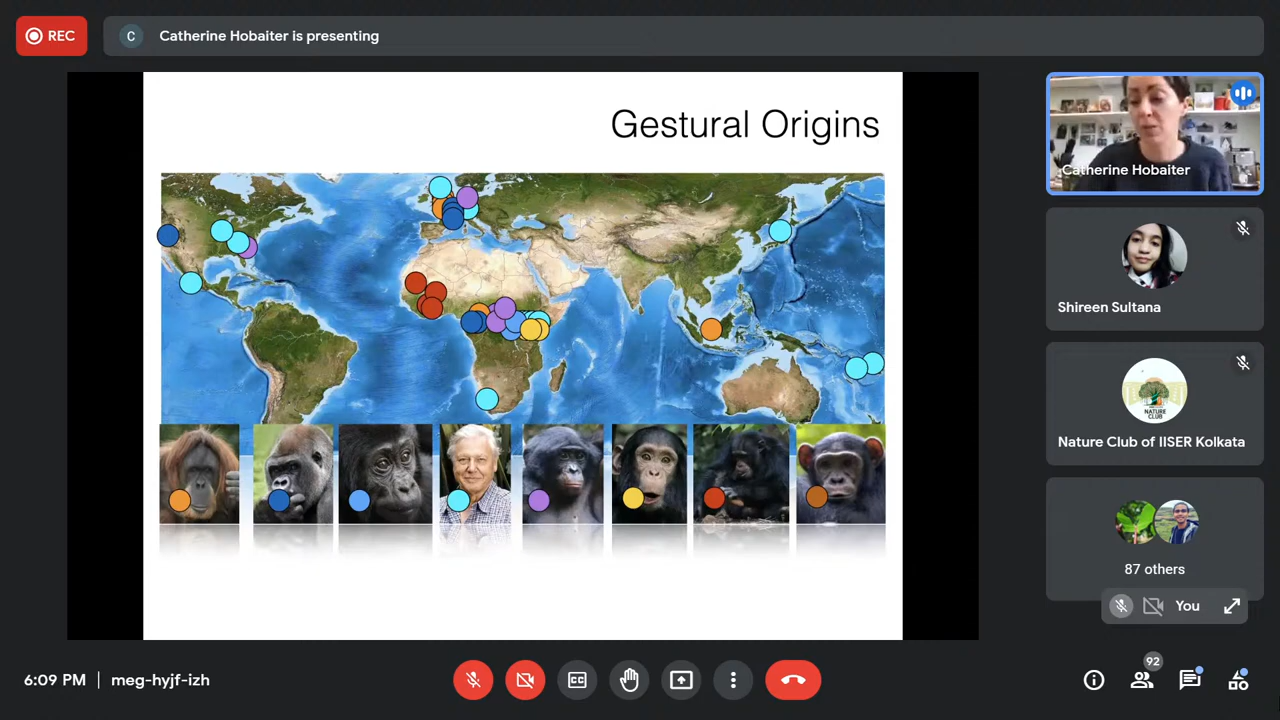 REC
C
Catherine Hobaiter is presenting
Gestural Origins
Catherine Hobaiter
Shireen Sultana
NATURE
CLUB
Nature Club of IISER Kolkata
87 others
You
6:09 PM | meg-hyjf-izh
CC
92